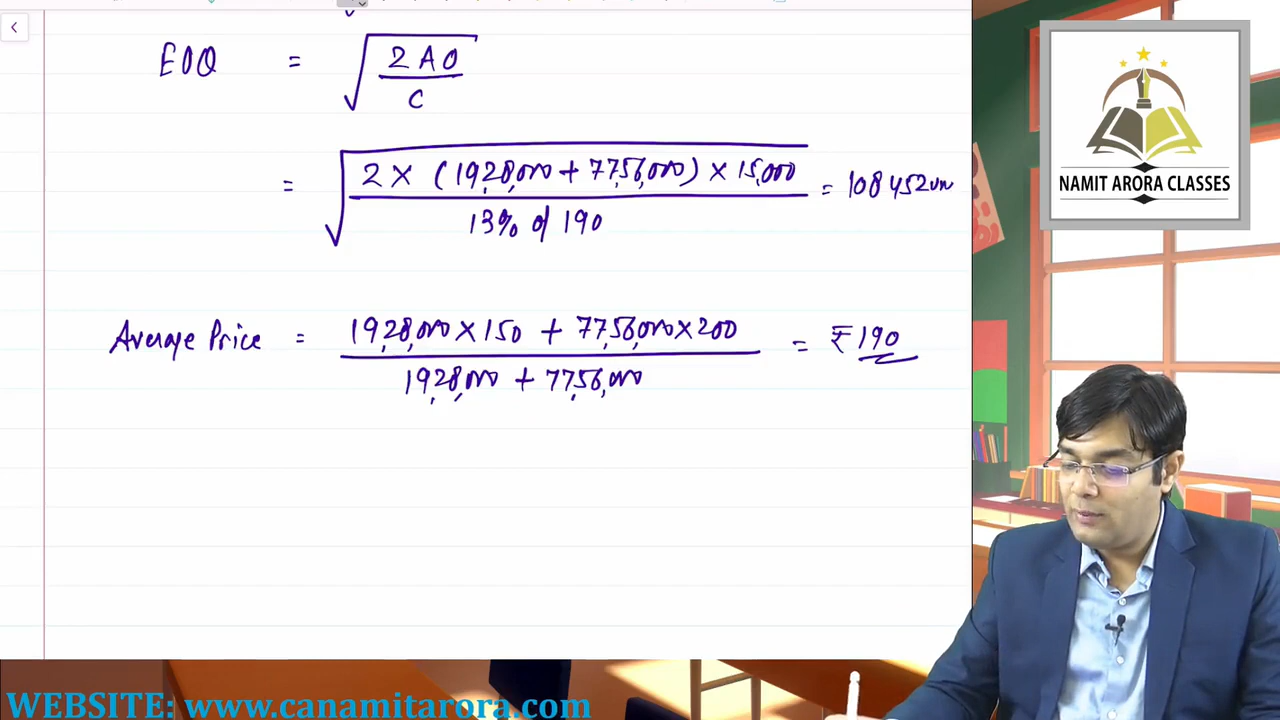 EOQ = √ 2AO
C
= √ 2 × (19,28,000 + 77,56,000) × 15,000 = 108452 un
13% of 190
Average Price = 19,28,000 × 150 + 77,56,000 × 200 = ₹190
19,28,000 + 77,56,000
NAMIT ARORA CLASSES
WEBSITE: www.canamitarora.com